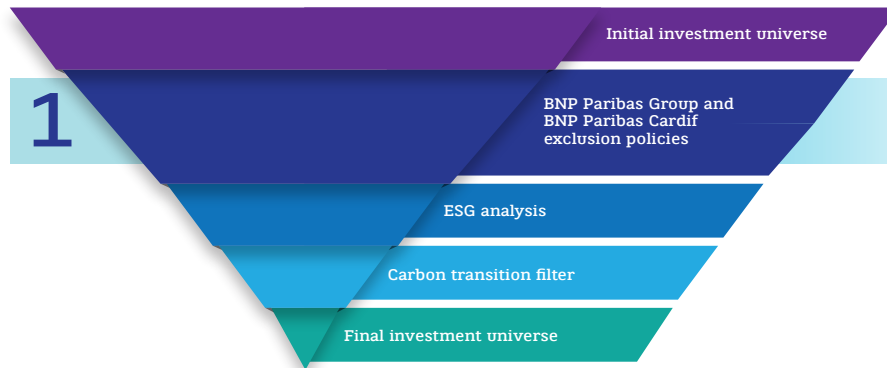 Initial investment universe
1
BNP Paribas Group and
BNP Paribas Cardif
exclusion policies
ESG analysis
Carbon transition filter
Final investment universe